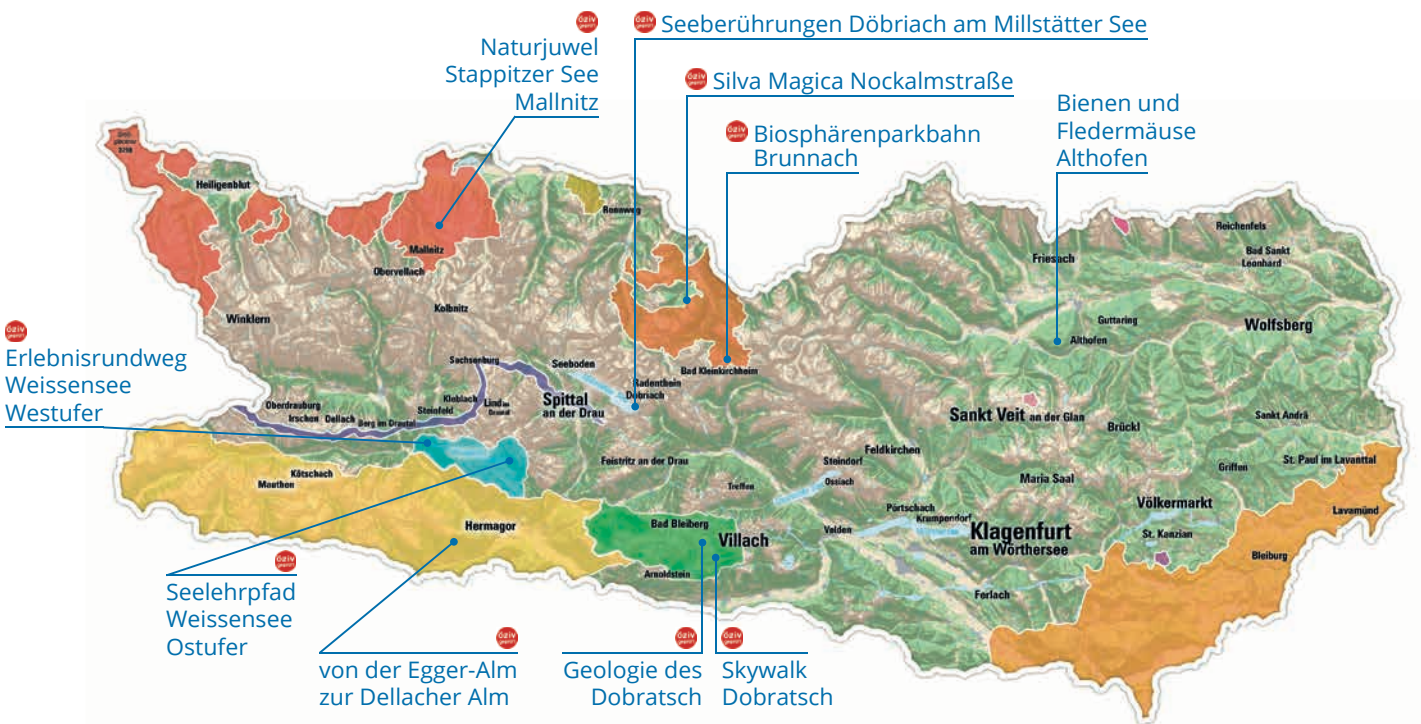 Seeberührungen Döbriach am Millstätter See
Naturjuwel
Stappitzer See
Mallnitz
Silva Magica Nockalmstraße
Biosphärenparkbahn
Brunnach
Bienen und
Fledermäuse
Althofen
Heiligenblut
Rennweg
Mallnitz
Obervellach
Reichenfels
Bad Sankt
Leonhard
Friesach
Kolbnitz
Winklern
Guttaring
Althofen
Wolfsberg
Erlebnisrundweg
Weissensee
Westufer
Sachsenburg
Seeboden
Bad Kleinkirchheim
Radenthein
Döbriach
Spittal
an der Drau
Oberdrauburg
Irschen
Dellach
Berg im Drautal
Steinfeld
Kleblach
Lind im
Drautal
Sankt Veit an der Glan
Brückl
Sankt Andrä
Feldkirchen
Steindorf
Ossiach
Feistritz an der Drau
Treffen
Maria Saal
Griffen
St. Paul im Lavanttal
Kötschach
Mauthen
Hermagor
Bad Bleiberg
Villach
Velden
Pörtschach
Krumpendorf
Klagenfurt
am Wörthersee
Völkermarkt
St. Kanzian
Lavamünd
Bleiburg
Arnoldstein
Ferlach
Seelehrpfad
Weissensee
Ostufer
von der Egger-Alm
zur Dellacher Alm
Geologie des
Dobratsch
Skywalk
Dobratsch